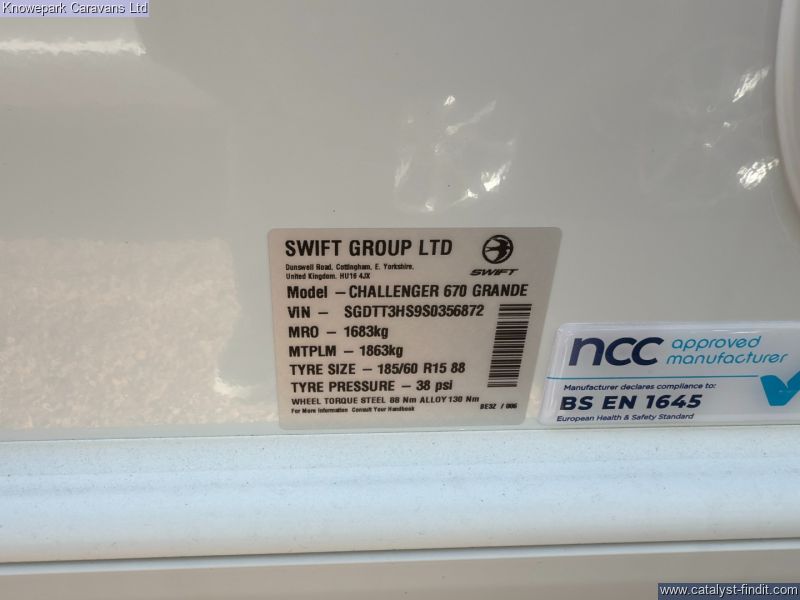 Knowepark Caravans Ltd
SWIFT GROUP LTD
SWIFT
Dunswell Road, Cottingham, E. Yorkshire.
United Kingdom. HU16 4JX
Model - CHALLENGER 670 GRANDE
VIN - SGDTT3HS9S0356872
MRO - 1683kg
MTPLM - 1863kg
TYRE SIZE - 185/60 R15 88
TYRE PRESSURE - 38 psi
WHEEL TORQUE STEEL 88 Nm ALLOY 130 Nm
For More Information Consult Your Handbook
BE32 / 006
ncc approved manufacturer
Manufacturer declares compliance to:
BS EN 1645
European Health & Safety Standard
www.catalyst-findit.com